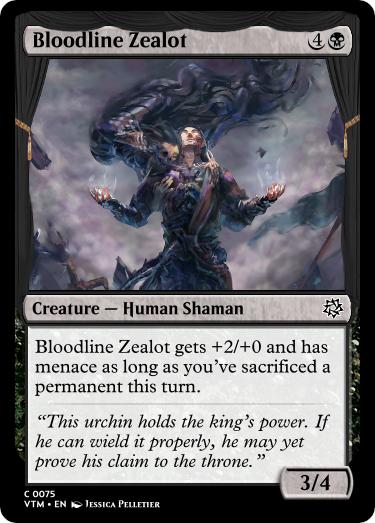 Bloodline Zealot 4
Creature — Human Shaman
Bloodline Zealot gets +2/+0 and has
menace as long as you’ve sacrificed a
permanent this turn.
“This urchin holds the king’s power. If
he can wield it properly, he may yet
prove his claim to the throne.”
3/4
C 0075
VTM • EN Jessica Pelletier